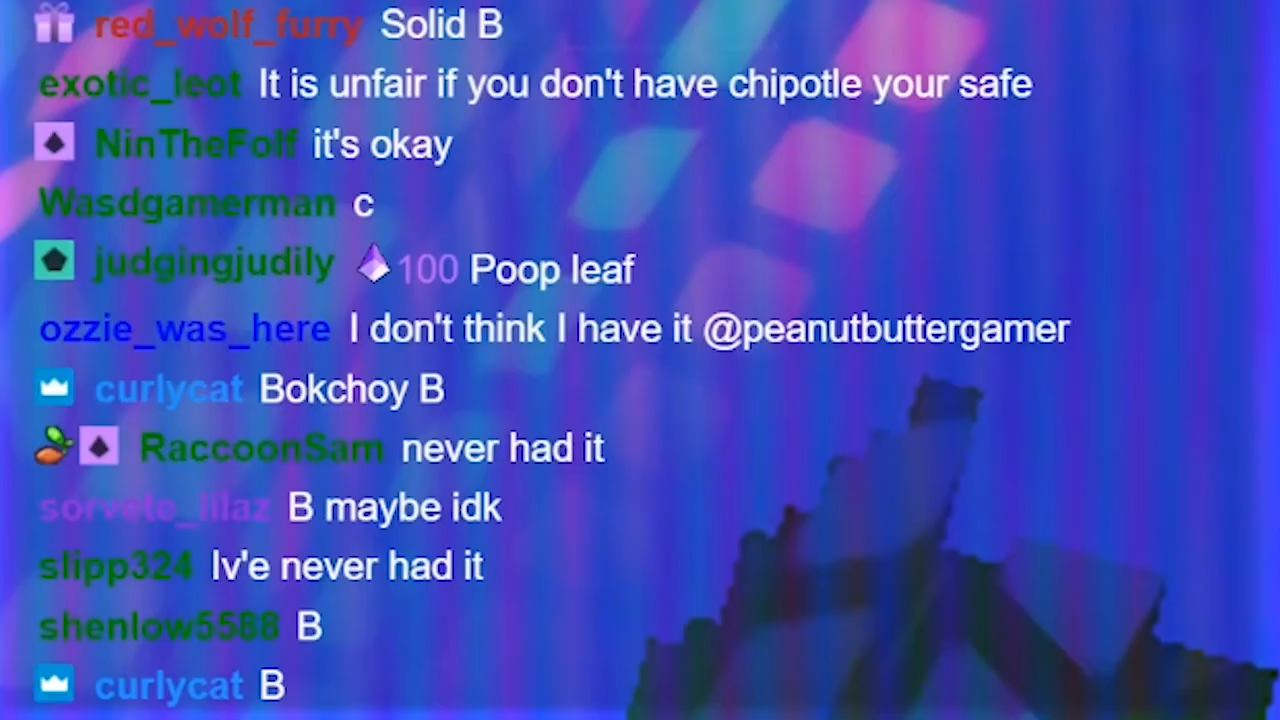 red_wolf_furry Solid B
exotic_leot It is unfair if you don't have chipotle your safe
NinTheFolf it's okay
Wasdgamerman c
judgingjudily 100 Poop leaf
ozzie_was_here I don't think I have it @peanutbuttergamer
curlycat Bokchoy B
RaccoonSam never had it
B maybe idk
slipp324 Iv'e never had it
shenlow5588 B
curlycat B